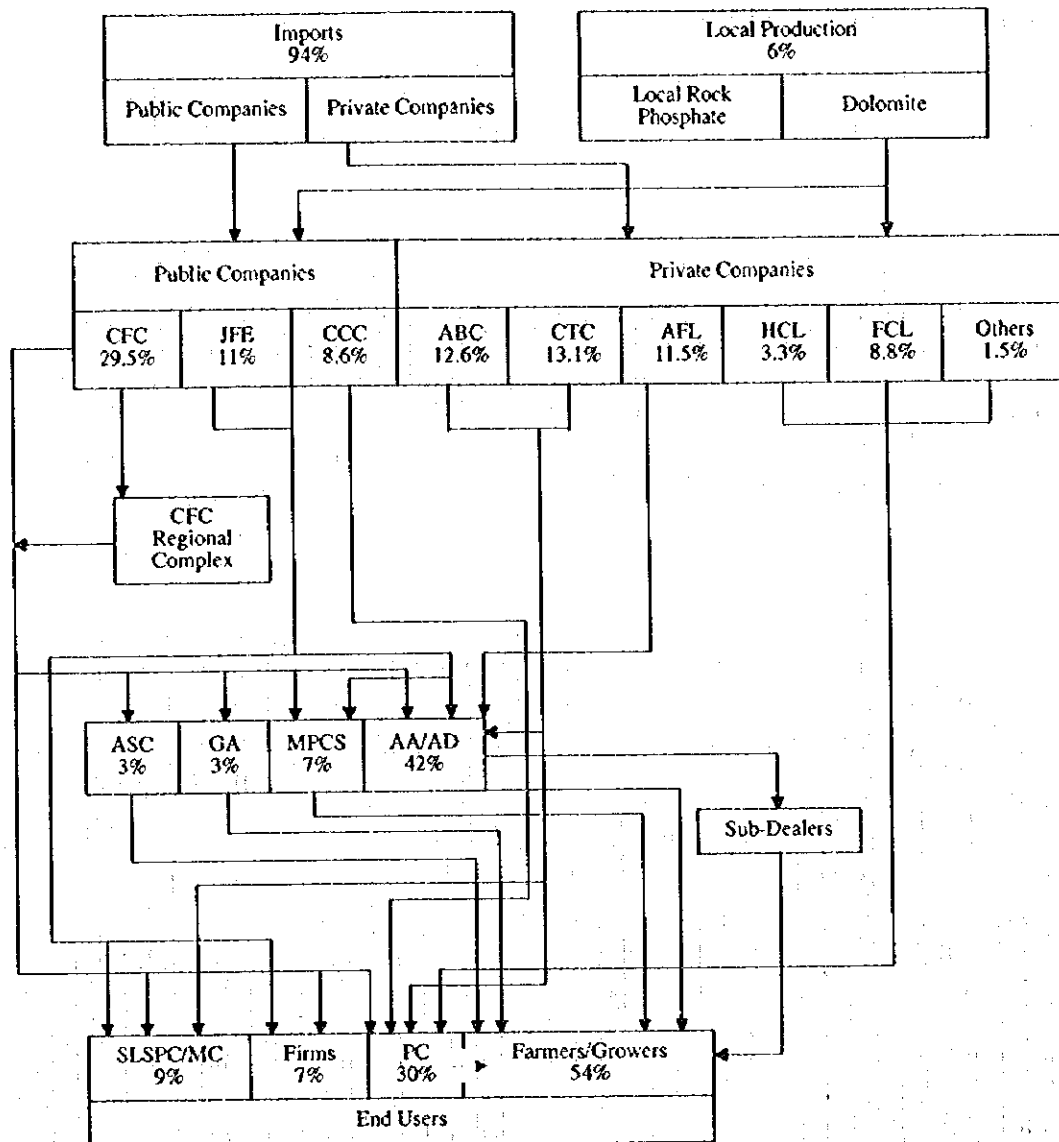 Imports
94%
Public Companies
Private Companies
Local Production
6%
Local Rock
Phosphate
Dolomite
Public Companies
Private Companies
CFC
29.5%
JFE
11%
CCC
8.6%
ABC
12.6%
CTC
13.1%
AFL
11.5%
HCL
3.3%
FCL
8.8%
Others
1.5%
CFC
Regional
Complex
ASC
3%
GA
3%
MPCS
7%
AA/AD
42%
Sub-Dealers
SLSPC/MC
9%
Firms
7%
PC
30%
Farmers/Growers
54%
End Users